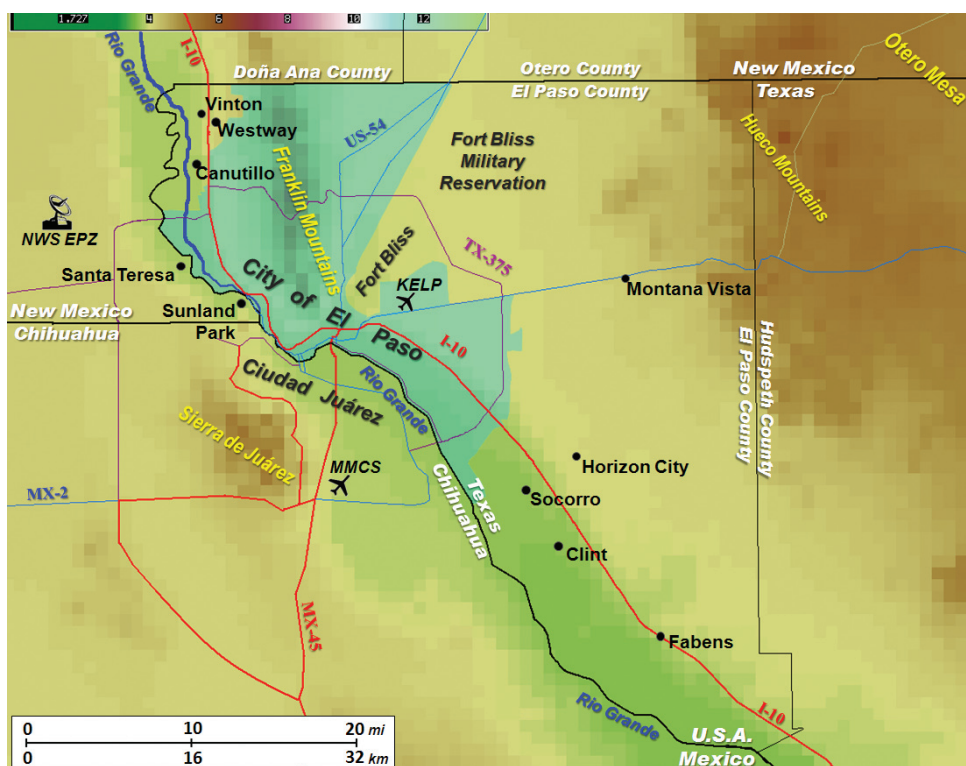 1.727 4 6 8 10 12
Rio Grande
I-10
Doña Ana County
Otero County
El Paso County
New Mexico
Texas
Otero Mesa
Vinton
Westway
US-54
Fort Bliss
Military
Reservation
Hueco Mountains
Canutillo
Franklin Mountains
NWS EPZ
Santa Teresa
City of El Paso
Fort Bliss
TX-375
KELP
Montana Vista
New Mexico
Chihuahua
Sunland
Park
I-10
Hudspeth County
El Paso County
Ciudad Juárez
Rio Grande
Sierra de Juárez
MMCS
Horizon City
MX-2
Texas
Chihuahua
Socorro
Clint
MX-45
Fabens
Rio Grande
I-10
U.S.A.
Mexico
0 10 20 mi
0 16 32 km